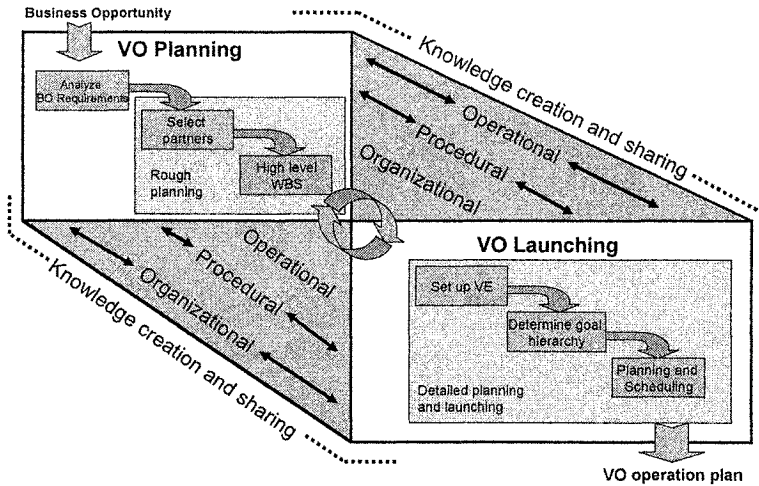 Business Opportunity
VO Planning
Analyze
BO Requirements
Select
partners
High level
WBS
Rough
planning
Knowledge creation and sharing
Operational
Procedural
Organizational
Operational
Procedural
Organizational
Knowledge creation and sharing
VO Launching
Set up VE
Determine goal
hierarchy
Planning and
Scheduling
Detailed planning
and launching
VO operation plan